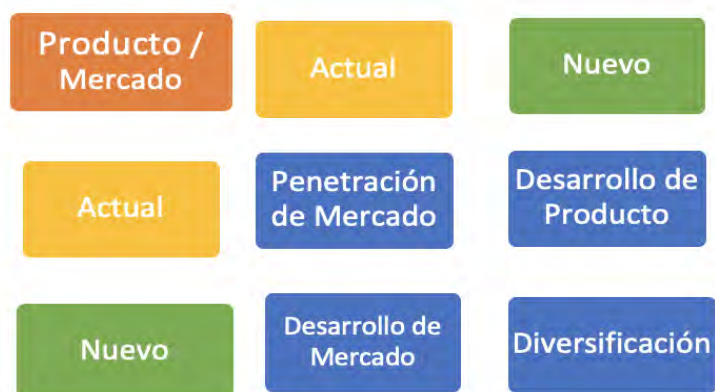 Producto /
Mercado
Actual
Nuevo
Actual
Penetración
de Mercado
Desarrollo de
Producto
Nuevo
Desarrollo de
Mercado
Diversificación